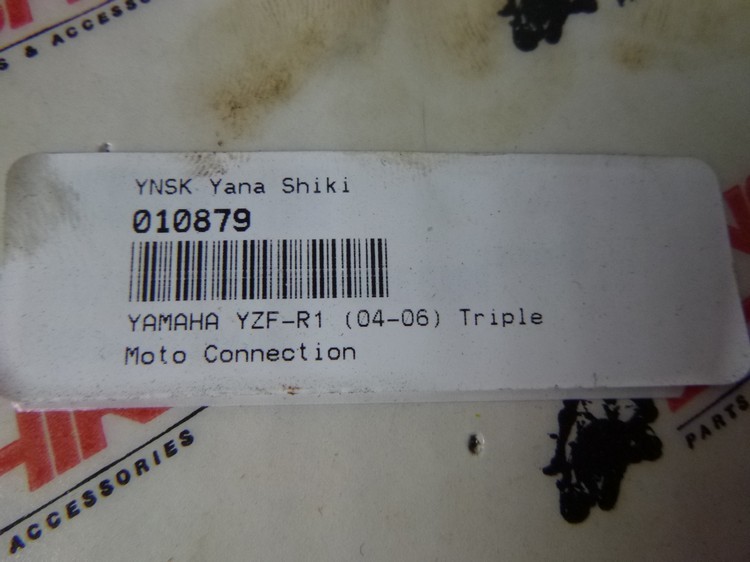 & ACCESSO
YNSK Yana Shiki
010879
YAMAHA YZF-R1 (04-06) Triple
Moto Connection
ACCESSORIES
PARTS